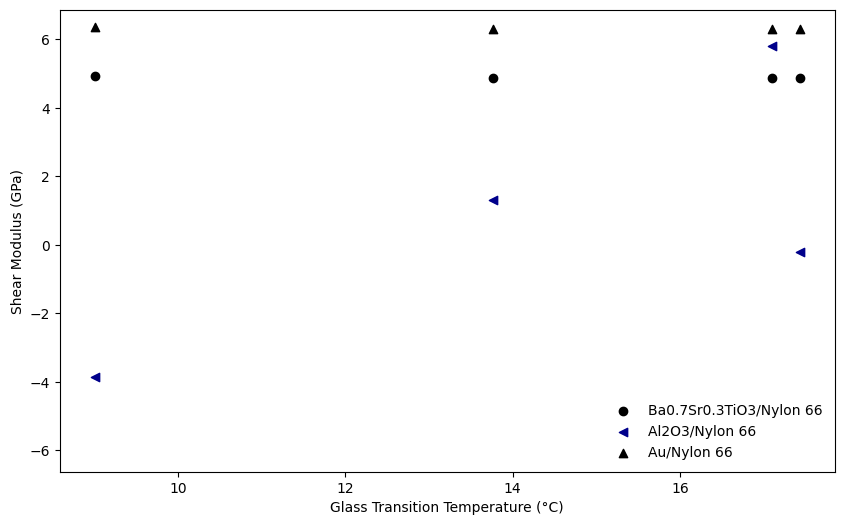 6
4
2
0
−2
−4
−6
Shear Modulus (GPa)
Ba0.7Sr0.3TiO3/Nylon 66
Al2O3/Nylon 66
Au/Nylon 66
10 12 14 16
Glass Transition Temperature (°C)